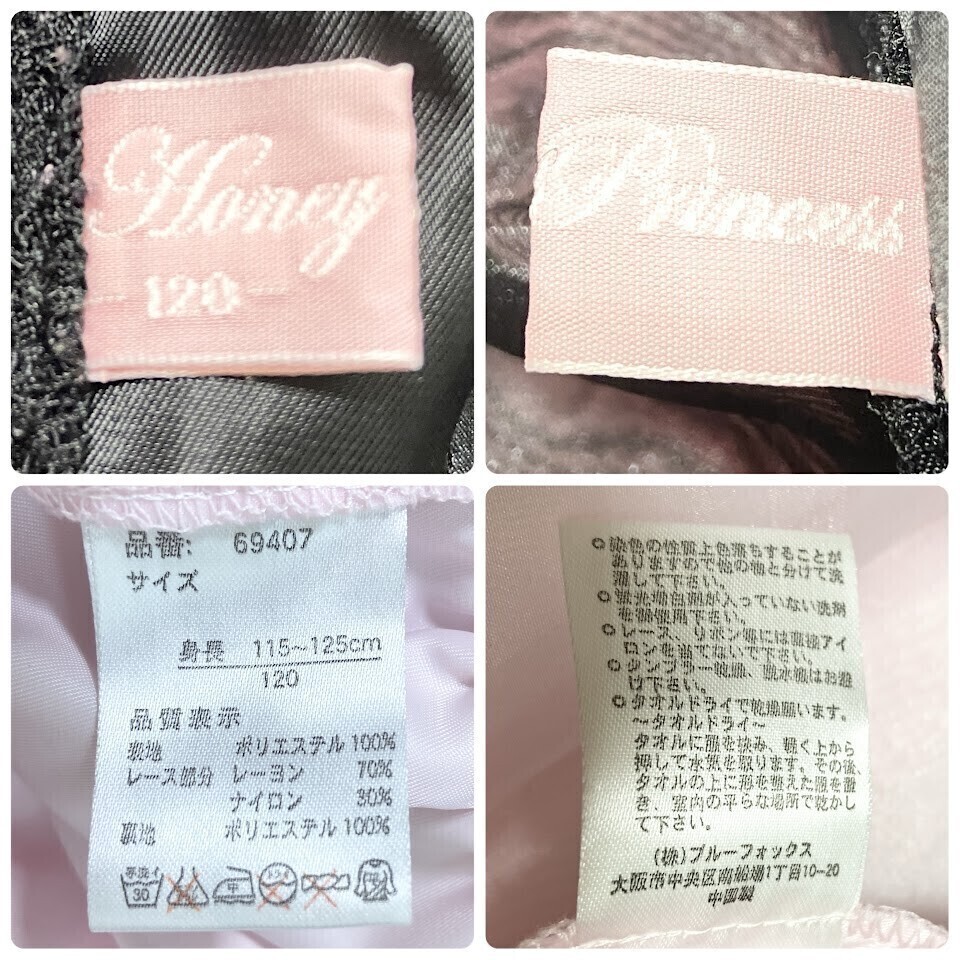 Honey
-120-
Princess
品番: 69407
サイズ
身長 115~125cm
120
品質表示
表地 ポリエステル 100%
レース部分 レーヨン 70%
ナイロン 30%
裏地 ポリエステル 100%
手洗イ
30
中
ドライ
○染色の性質上色落ちすることが
ありますので他の物と分けて洗
濯して下さい。
○蛍光増白剤が入っていない洗剤
を御使用下さい。
○レース、リボン等には直接アイ
ロンを当てないで下さい。
○タンブラー乾燥、脱水機はお避
け下さい。
○タオルドライで乾燥願います。
~タオルドライ~
タオルに服を挟み、軽く上から
押して水気を取ります。その後、
タオルの上に形を整えた服を置
き、室内の平らな場所で乾かし
て下さい。
(株)ブルーフォックス
大阪市中央区南船場1丁目10-20
中国製